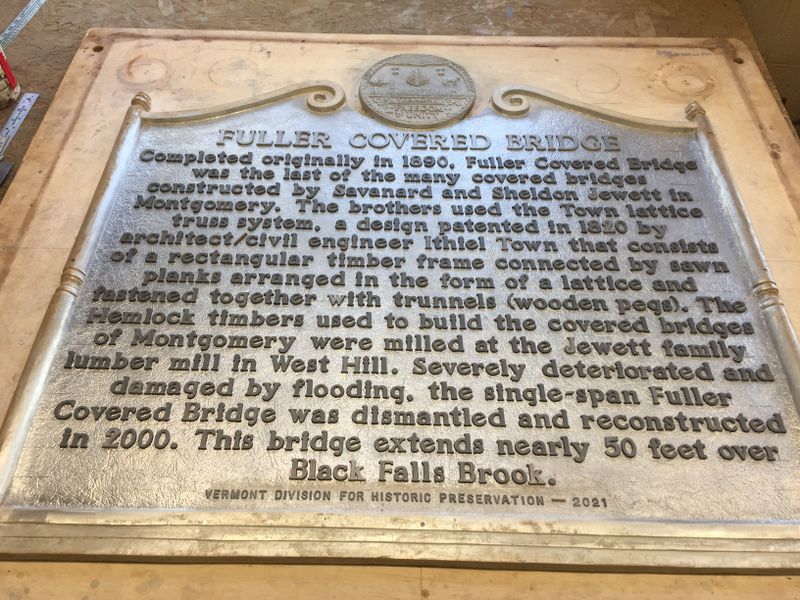 FREEDOM
& UNITY
FULLER COVERED BRIDGE
Completed originally in 1890, Fuller Covered Bridge
was the last of the many covered bridges
constructed by Savanard and Sheldon Jewett in
Montgomery. The brothers used the Town lattice
truss system, a design patented in 1820 by
architect/civil engineer Ithiel Town that consists
of a rectangular timber frame connected by sawn
planks arranged in the form of a lattice and
fastened together with trunnels (wooden pegs). The
Hemlock timbers used to build the covered bridges
of Montgomery were milled at the Jewett family
lumber mill in West Hill. Severely deteriorated and
damaged by flooding, the single-span Fuller
Covered Bridge was dismantled and reconstructed
in 2000. This bridge extends nearly 50 feet over
Black Falls Brook.
VERMONT DIVISION FOR HISTORIC PRESERVATION — 2021